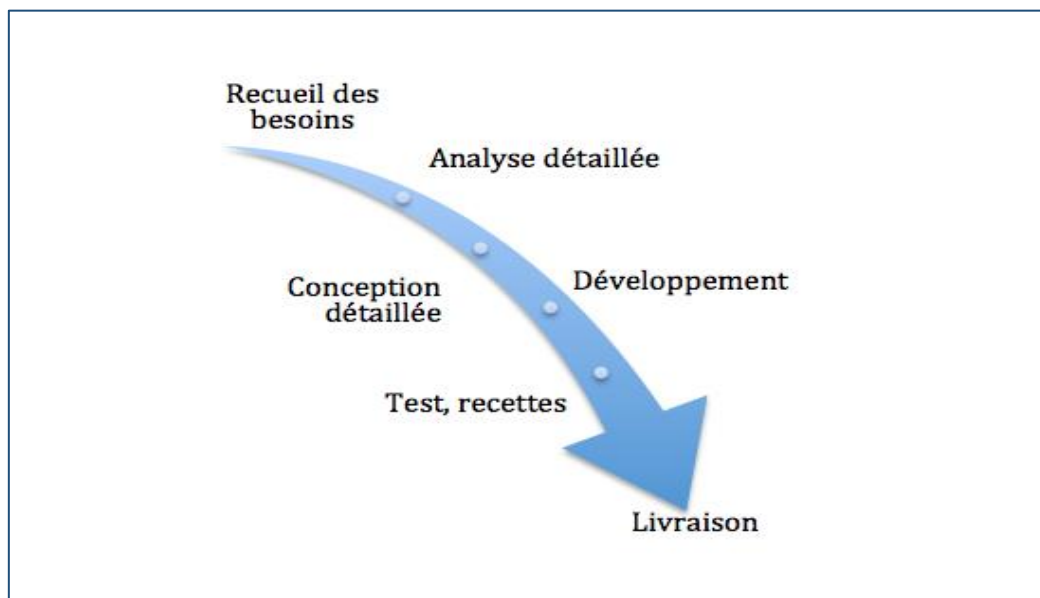 Recueil des
besoins
Analyse détaillée
Conception
détaillée
Développement
Test, recettes
Livraison